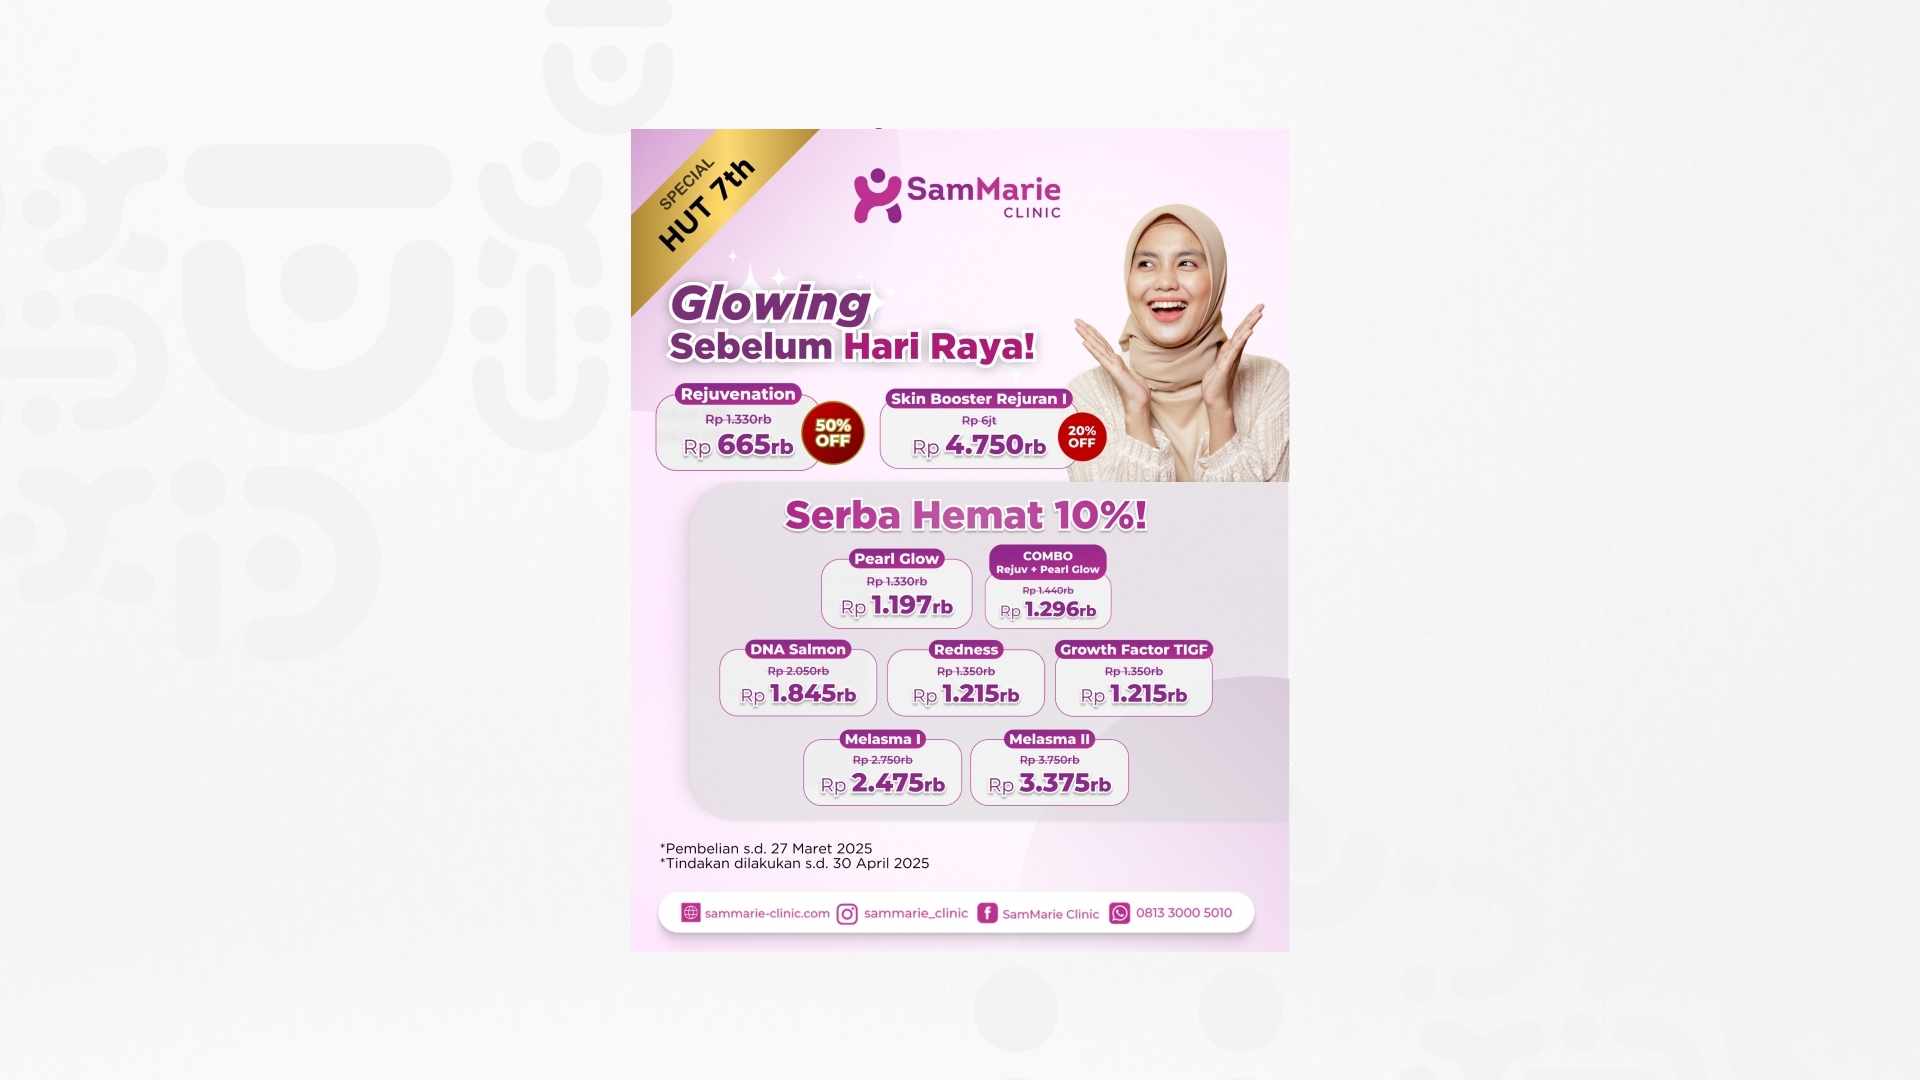 SPECIAL
HUT 7th
SamMarie
CLINIC
Glowing
Sebelum Hari Raya!
Rejuvenation
Rp 1.330rb
Rp 665rb
50%
OFF
Skin Booster Rejuran I
Rp 6jt
Rp 4.750rb
20%
OFF
Serba Hemat 10%!
Pearl Glow
Rp 1.330rb
Rp 1.197rb
COMBO
Rejuv + Pearl Glow
Rp 1.440rb
Rp 1.296rb
DNA Salmon
Rp 2.050rb
Rp 1.845rb
Redness
Rp 1.350rb
Rp 1.215rb
Growth Factor TIGF
Rp 1.350rb
Rp 1.215rb
Melasma I
Rp 2.750rb
Rp 2.475rb
Melasma II
Rp 3.750rb
Rp 3.375rb
*Pembelian s.d. 27 Maret 2025
*Tindakan dilakukan s.d. 30 April 2025
sammarie-clinic.com sammarie_clinic SamMarie Clinic 0813 3000 5010